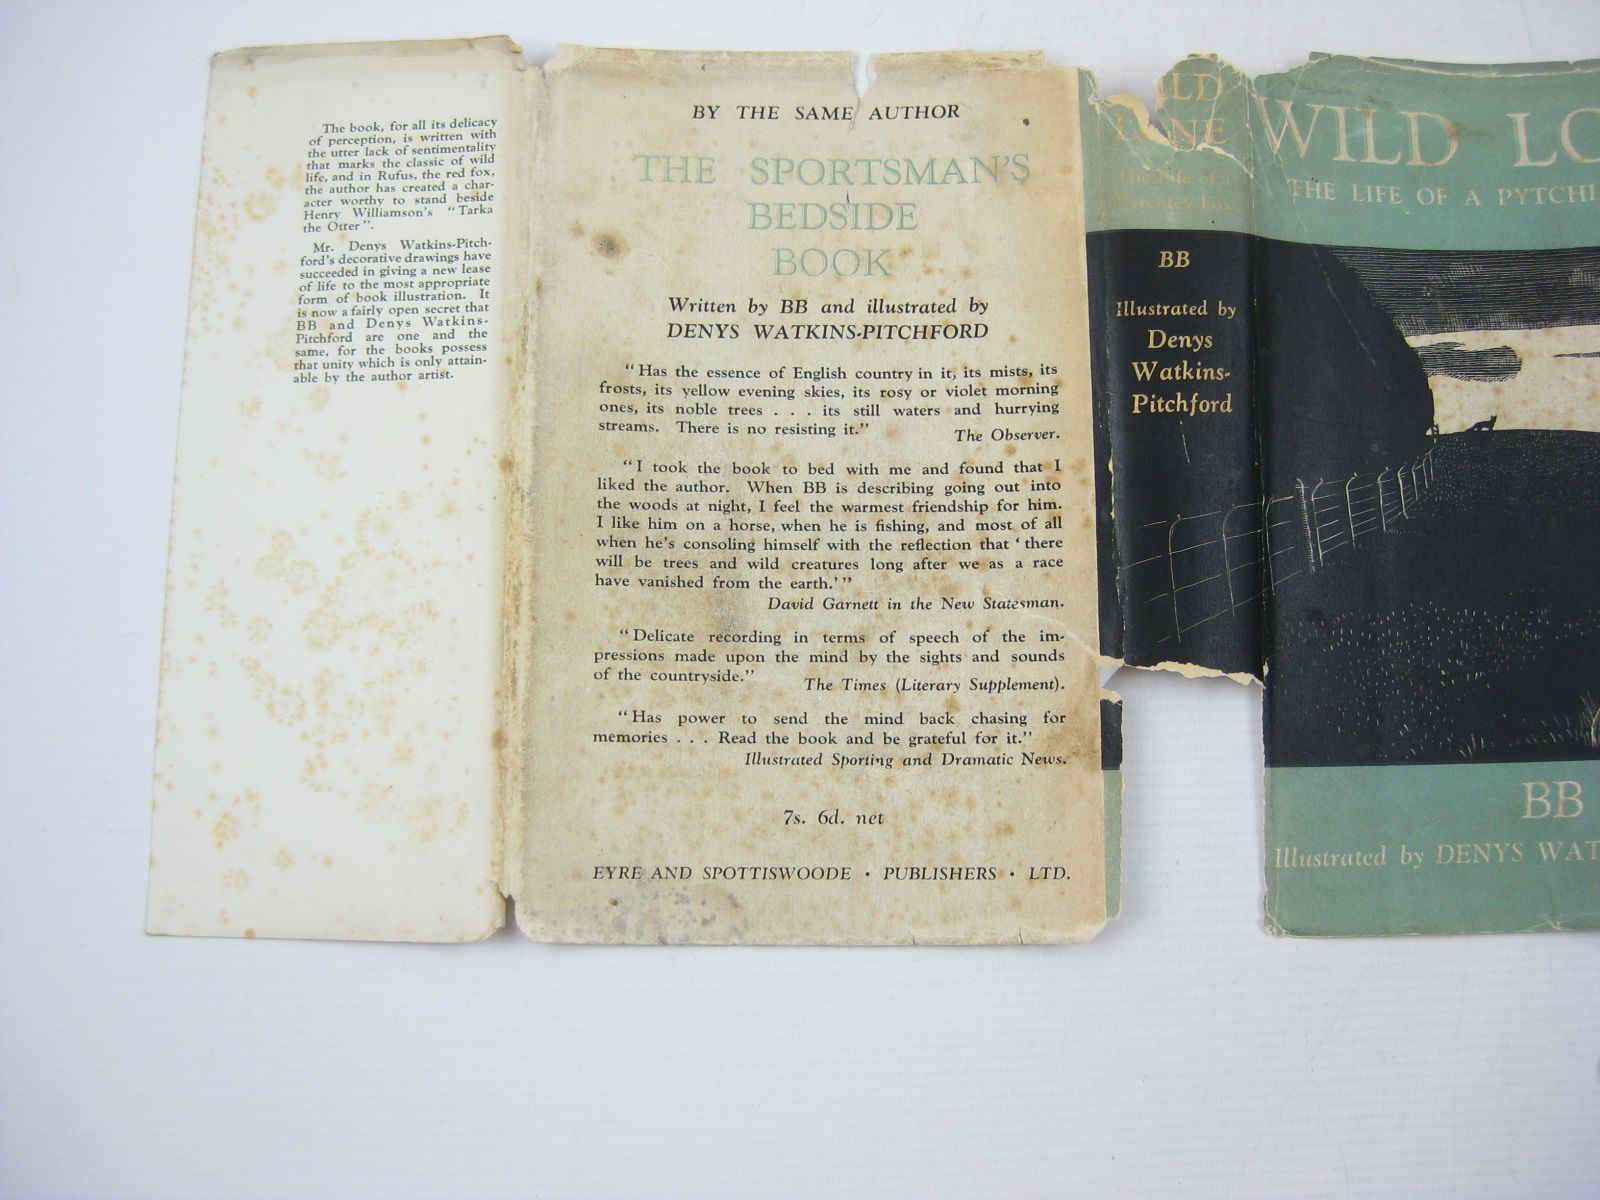 The book, for all its delicacy
of perception, is written with
the utter lack of sentimentality
that marks the classic of wild
life, and in Rufus, the red fox,
the author has created a char-
acter worthy to stand beside
Henry Williamson's "Tarka
the Otter".
Mr. Denys Watkins-Pitch-
ford's decorative drawings have
succeeded in giving a new lease
of life to the most appropriate
form of book illustration. It
is now a fairly open secret that
BB and Denys Watkins-
Pitchford are one and the
same, for the books possess
that unity which is only attain-
able by the author artist.
BY THE SAME AUTHOR
THE SPORTSMAN'S
BEDSIDE
BOOK
Written by BB and illustrated by
DENYS WATKINS-PITCHFORD
"Has the essence of English country in it, its mists, its
frosts, its yellow evening skies, its rosy or violet morning
ones, its noble trees . . . its still waters and hurrying
streams. There is no resisting it."
The Observer.
"I took the book to bed with me and found that I
liked the author. When BB is describing going out into
the woods at night, I feel the warmest friendship for him.
I like him on a horse, when he is fishing, and most of all
when he's consoling himself with the reflection that 'there
will be trees and wild creatures long after we as a race
have vanished from the earth.'"
David Garnett in the New Statesman.
"Delicate recording in terms of speech of the im-
pressions made upon the mind by the sights and sounds
of the countryside."
The Times (Literary Supplement).
"Has power to send the mind back chasing for
memories . . . Read the book and be grateful for it."
Illustrated Sporting and Dramatic News.
7s. 6d. net
EYRE AND SPOTTISWOODE · PUBLISHERS · LTD.
The Life of a
Pytchley Fox
BB
Illustrated by
Denys
Watkins-
Pitchford
WILD LO
THE LIFE OF A PYTCHL
BB
Illustrated by DENYS WAT